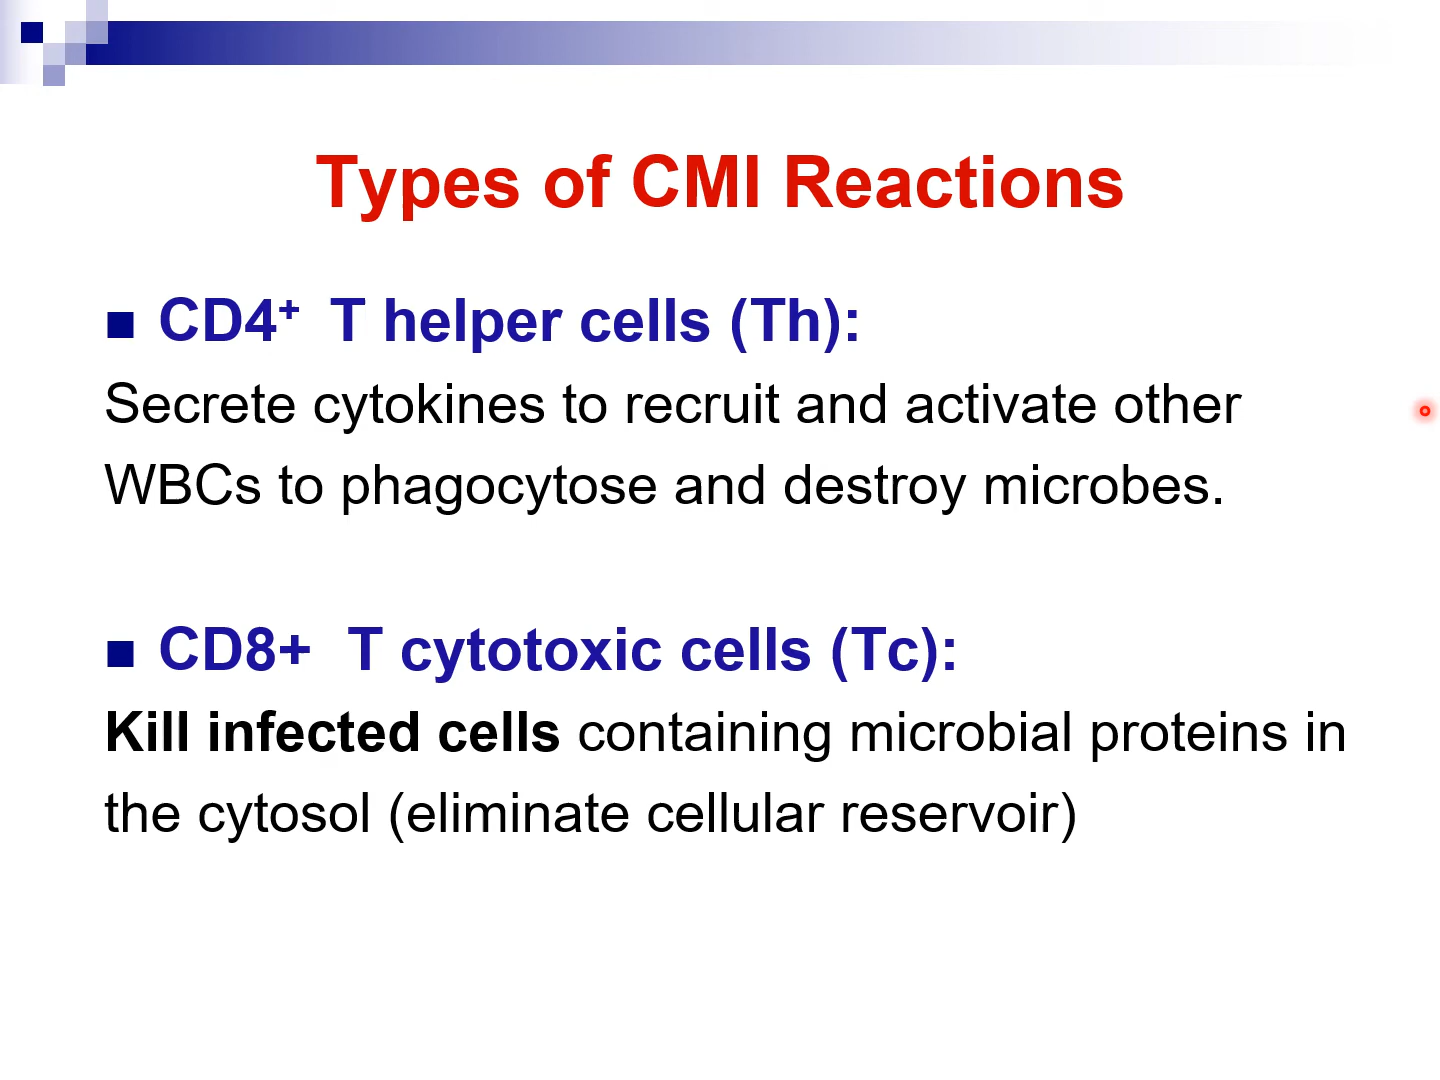 Types of CMI Reactions
CD4⁺ T helper cells (Th):
Secrete cytokines to recruit and activate other
WBCs to phagocytose and destroy microbes.
CD8+ T cytotoxic cells (Tc):
Kill infected cells containing microbial proteins in
the cytosol (eliminate cellular reservoir)